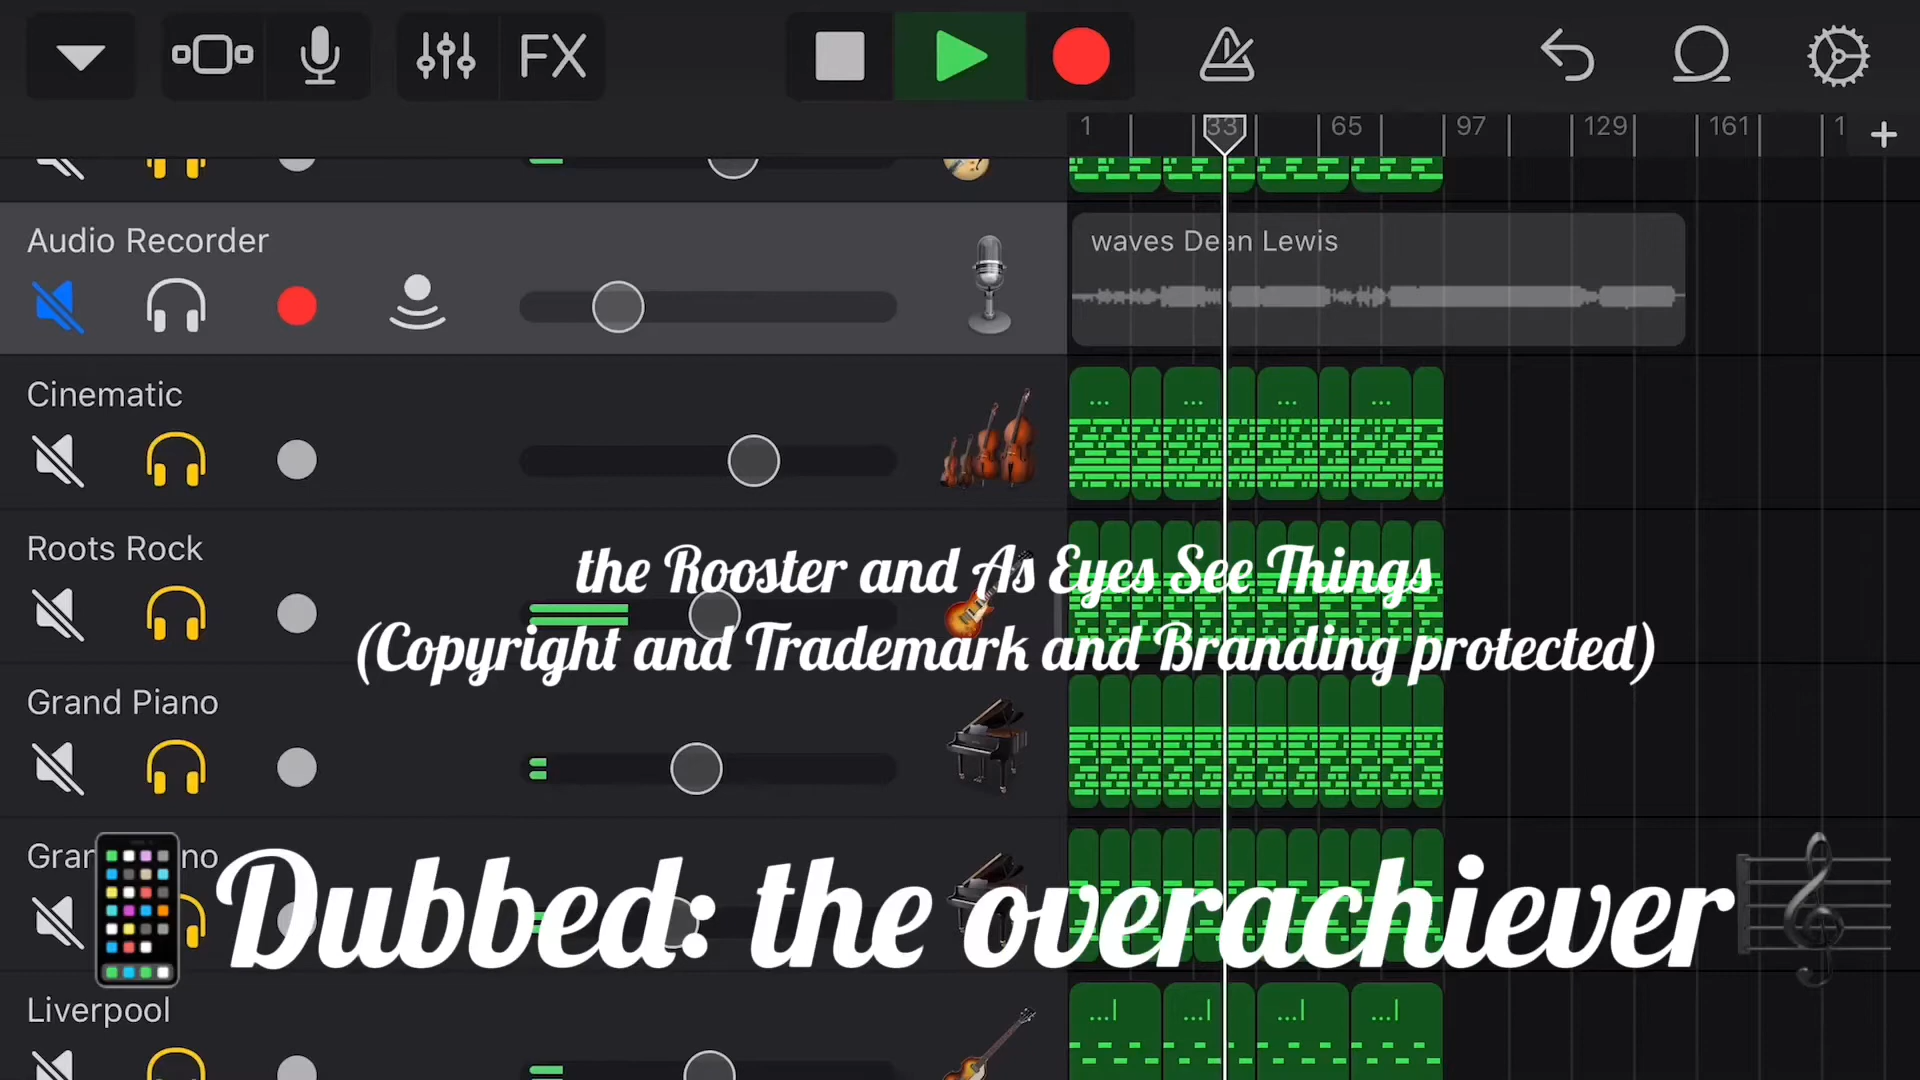 FX
1 33 65 97 129 161 1 +
Audio Recorder
waves Dean Lewis
Cinematic
Roots Rock
the Rooster and As Eyes See Things
(Copyright and Trademark and Branding protected)
Grand Piano
Gran no
Dubbed: the overachiever
Liverpool